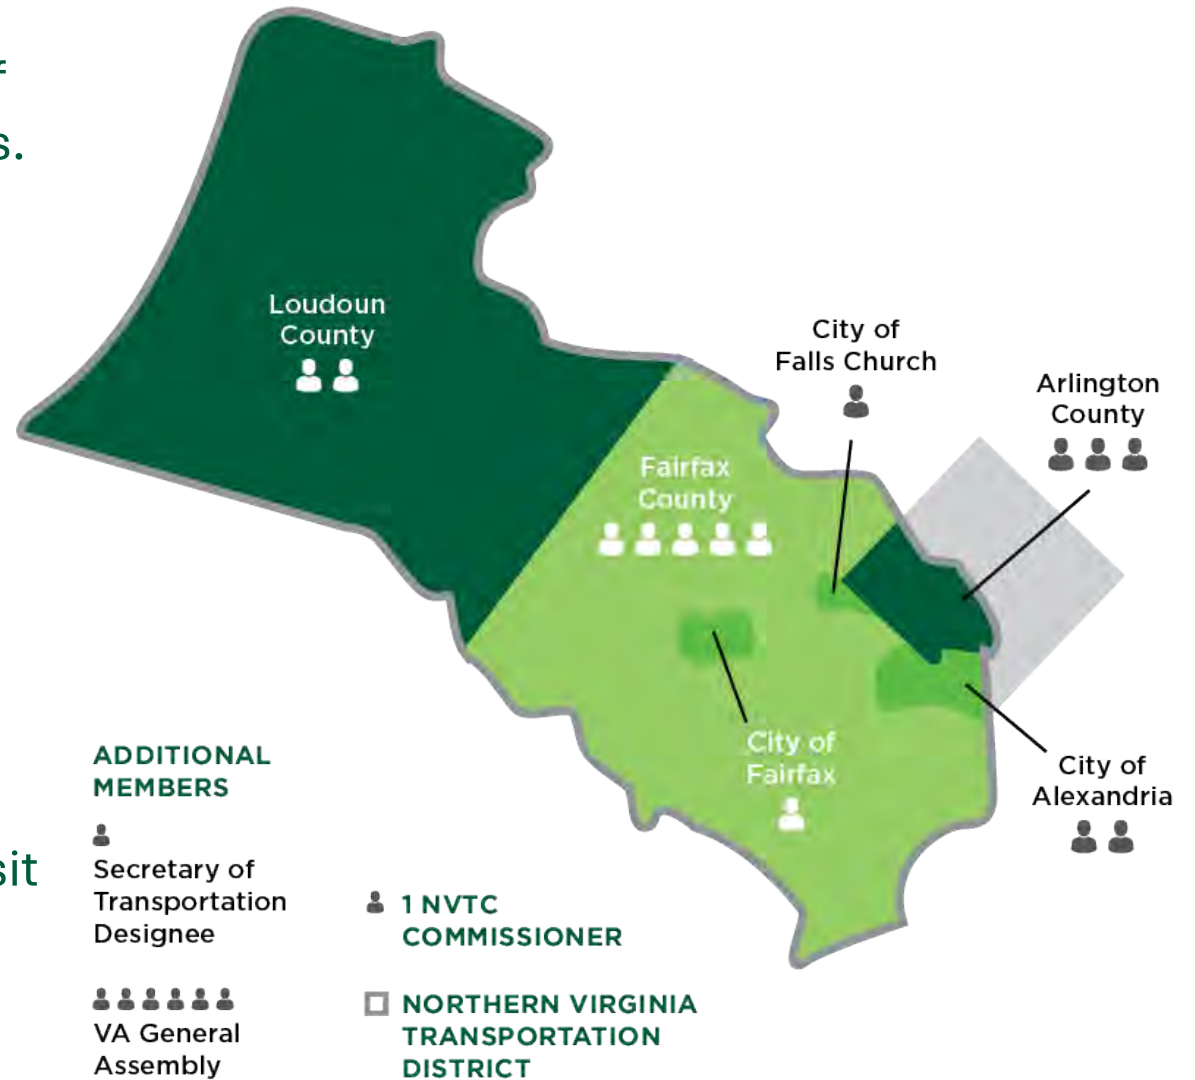 s.
Loudoun
County
City of
Falls Church
Arlington
County
Fairfax
County
City of
Fairfax
City of
Alexandria
ADDITIONAL
MEMBERS
Secretary of
Transportation
Designee
VA General
Assembly
sit
1 NVTC
COMMISSIONER
NORTHERN VIRGINIA
TRANSPORTATION
DISTRICT